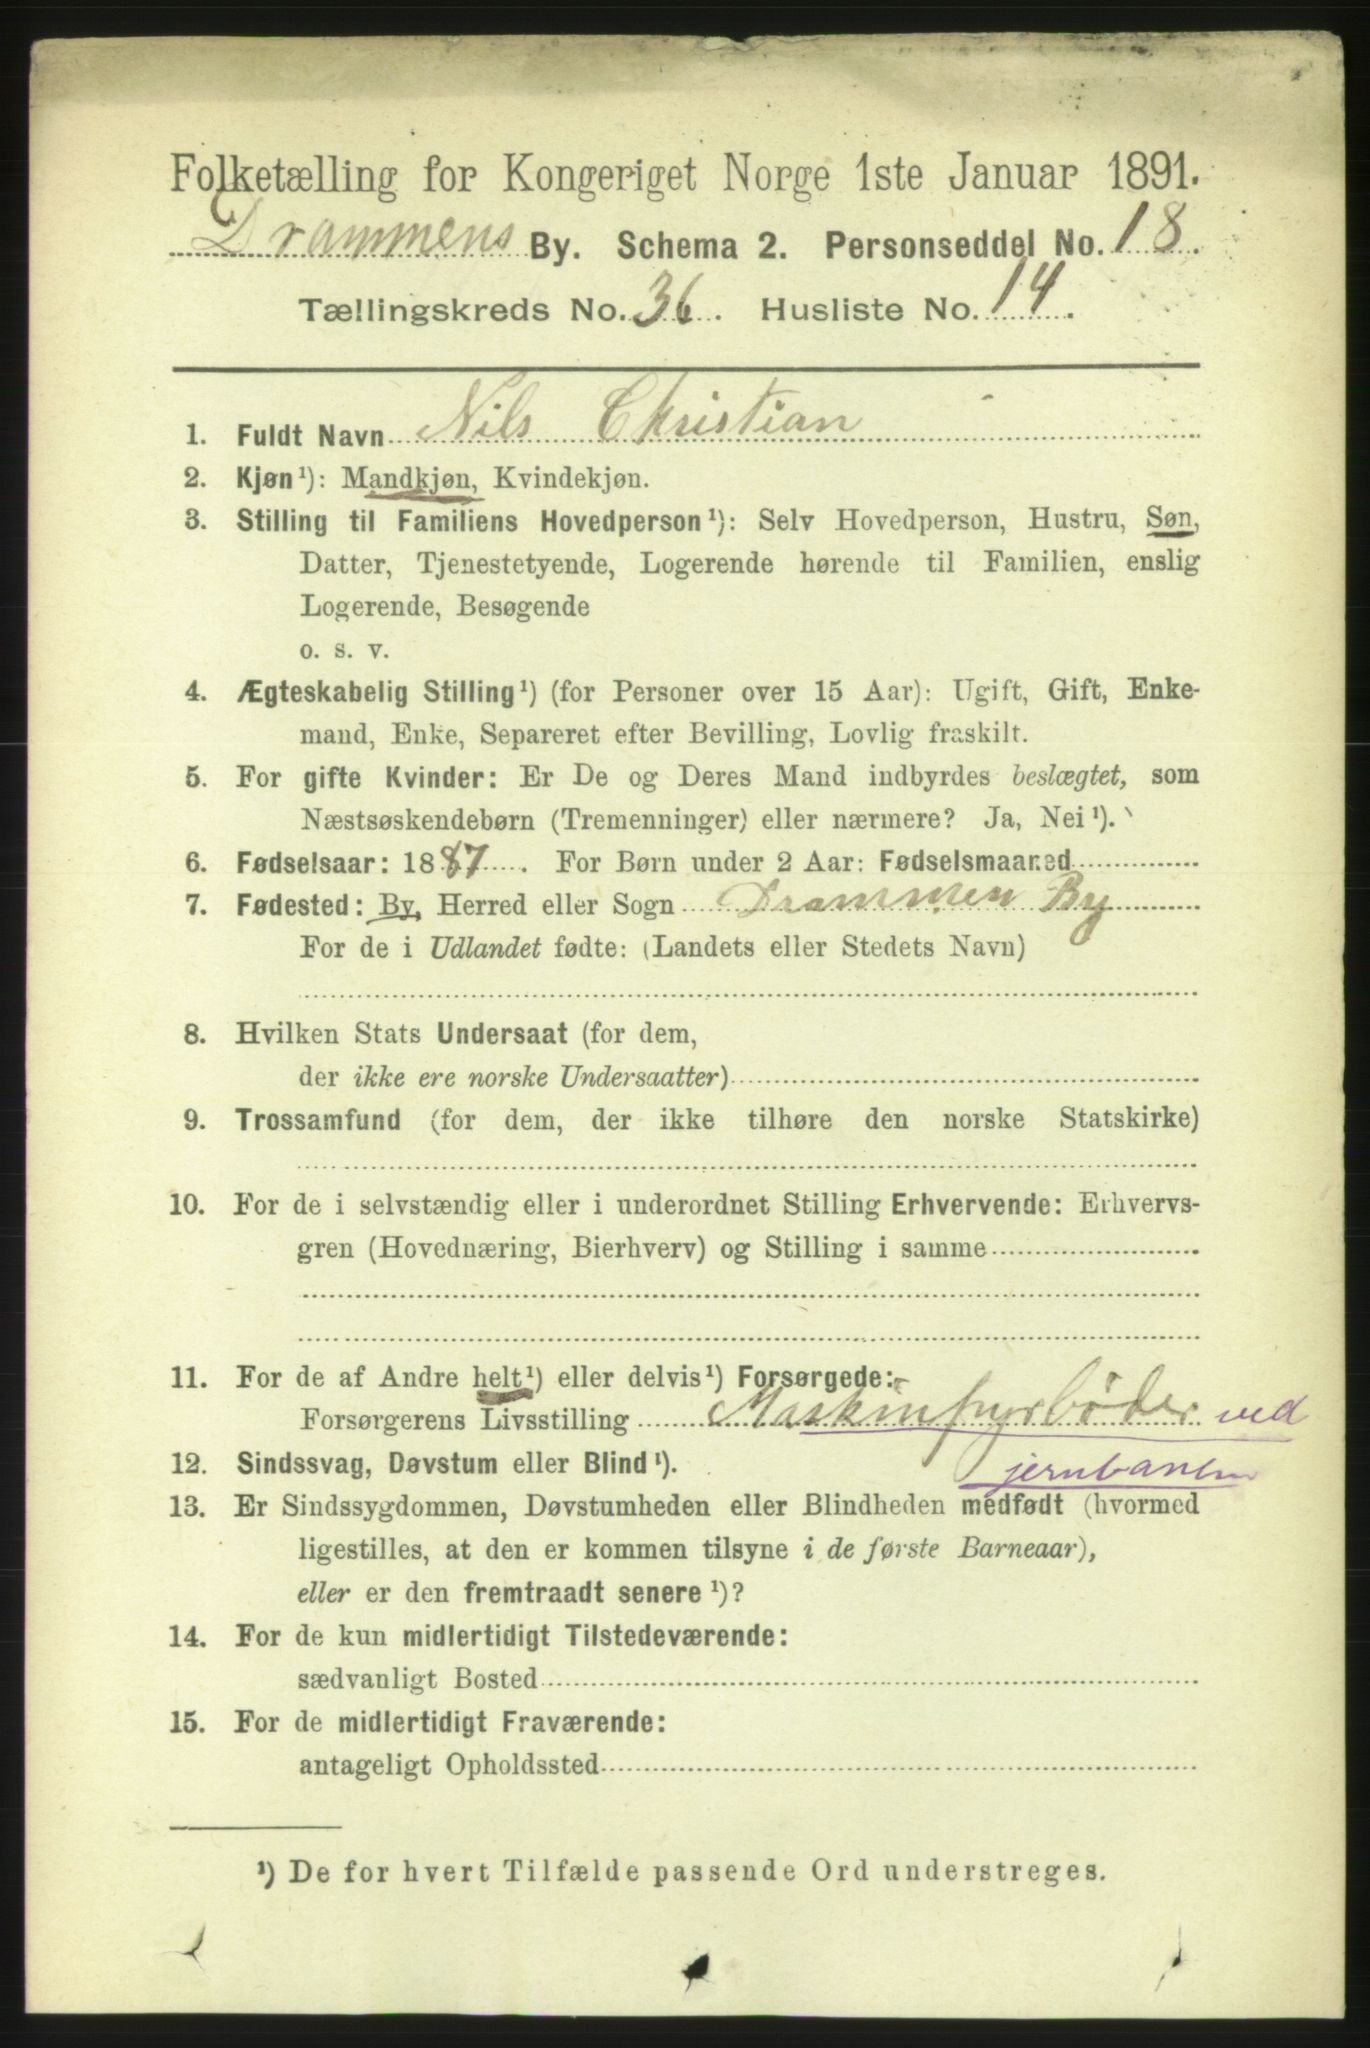 Folketælling for Kongeriget Norge 1ste Januar 1891.
Drammens By. Schema 2. Personseddel No. 18.
Tællingskreds No. 36. Husliste No. 14.
1. Fuldt Navn Nils Christian
2. Kjøn¹): Mandkjøn, Kvindekjøn.
3. Stilling til Familiens Hovedperson¹): Selv Hovedperson, Hustru, Søn,
Datter, Tjenestetyende, Logerende hørende til Familien, enslig
Logerende, Besøgende
o. s. v.
4. Ægteskabelig Stilling¹) (for Personer over 15 Aar): Ugift, Gift, Enke-
mand, Enke, Separeret efter Bevilling, Lovlig fraskilt.
5. For gifte Kvinder: Er De og Deres Mand indbyrdes beslægtet, som
Næstsøskendebørn (Tremenninger) eller nærmere? Ja, Nei¹).
6. Fødselsaar: 1887. For Børn under 2 Aar: Fødselsmaaned
7. Fødested: By, Herred eller Sogn Drammen By
For de i Udlandet fødte: (Landets eller Stedets Navn)
8. Hvilken Stats Undersaat (for dem,
der ikke ere norske Undersaatter)
9. Trossamfund (for dem, der ikke tilhøre den norske Statskirke)
10. For de i selvstændig eller i underordnet Stilling Erhvervende: Erhvervs-
gren (Hovednæring, Bierhverv) og Stilling i samme
11. For de af Andre helt¹) eller delvis¹) Forsørgede:
Forsørgerens Livsstilling Maskinfyrbøder ved
jernbanen
12. Sindssvag, Døvstum eller Blind¹).
13. Er Sindssygdommen, Døvstumheden eller Blindheden medfødt (hvormed
ligestilles, at den er kommen tilsyne i de første Barneaar),
eller er den fremtraadt senere¹)?
14. For de kun midlertidigt Tilstedeværende:
sædvanligt Bosted
15. For de midlertidigt Fraværende:
antageligt Opholdssted
¹) De for hvert Tilfælde passende Ord understreges.